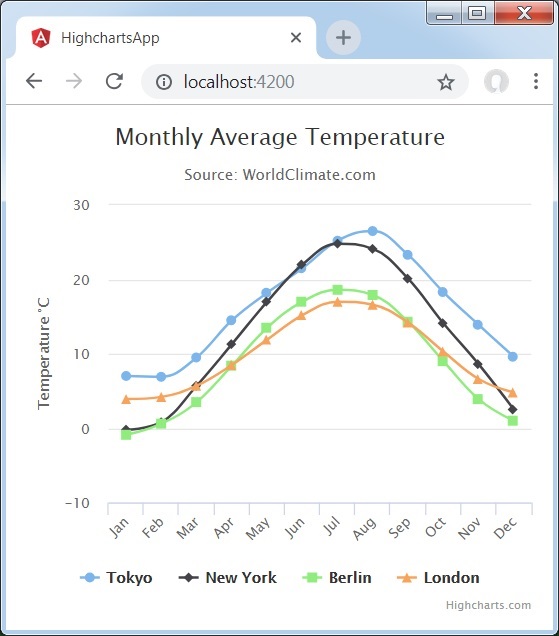 HighchartsApp
localhost:4200
Monthly Average Temperature
Source: WorldClimate.com
Temperature °C
30
20
10
0
-10
Jan Feb Mar Apr May Jun Jul Aug Sep Oct Nov Dec
Tokyo New York Berlin London
Highcharts.com